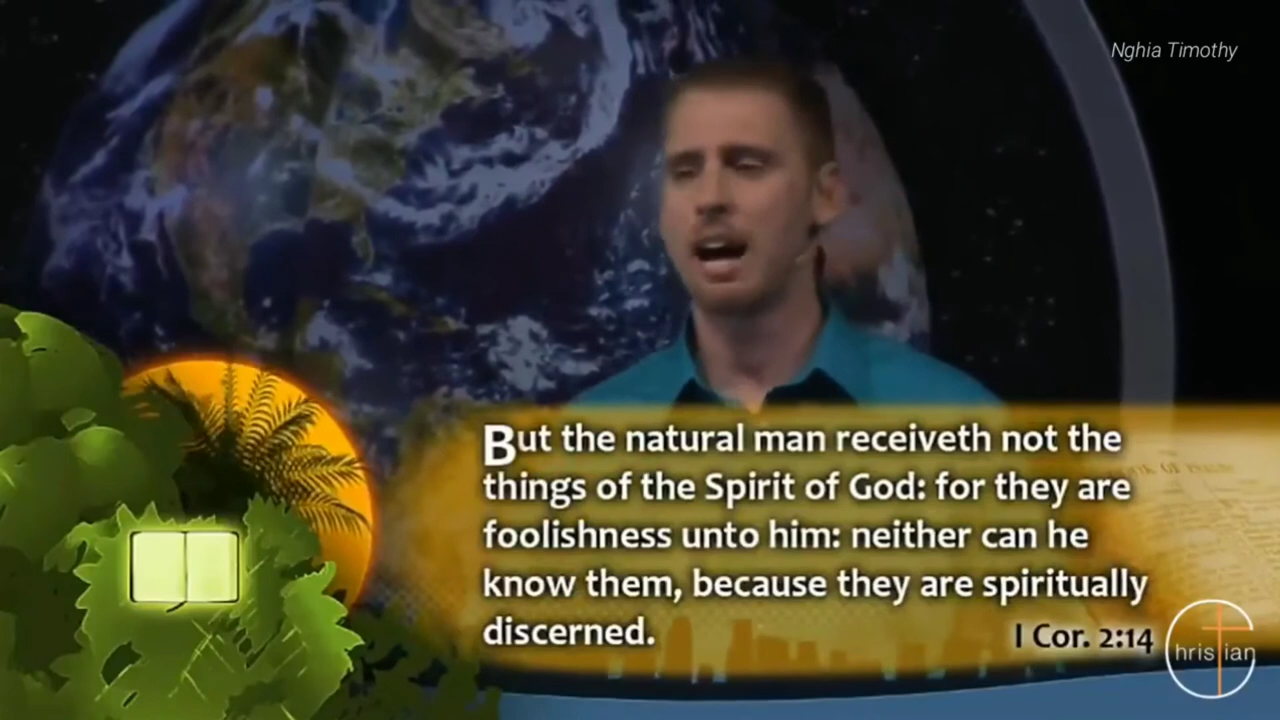 Nghia Timothy
But the natural man receiveth not the
things of the Spirit of God: for they are
foolishness unto him: neither can he
know them, because they are spiritually
discerned.
I Cor. 2:14
hristian